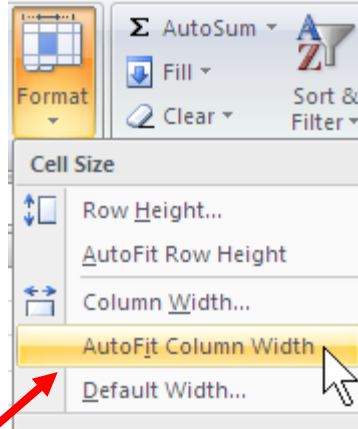 Σ AutoSum
Fill
Clear
Format
A
Z
Sort &
Filter
Cell Size
Row Height...
AutoFit Row Height
Column Width...
AutoFit Column Width
Default Width...